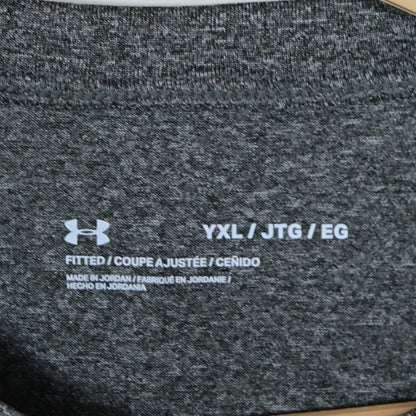 YXL / JTG / EG
FITTED / COUPE AJUSTÉE / CEÑIDO
MADE IN JORDAN / FABRIQUÉ EN JORDANIE /
HECHO EN JORDANIA